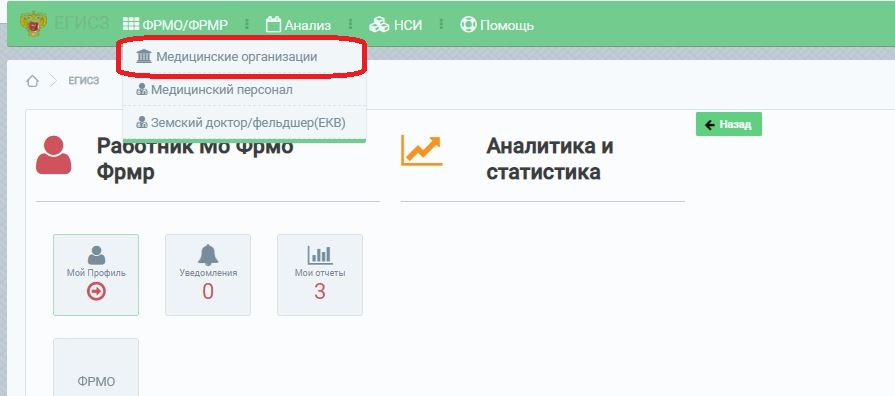 ЕГИСЗ ФРМО/ФРМР Анализ НСИ Помощь
Медицинские организации
Медицинский персонал
Земский доктор/фельдшер(ЕКВ)
ЕГИСЗ
Назад
Работник Мо Фрмо
Фрмр
Аналитика и
статистика
Мой Профиль
Уведомления
0
Мои отчеты
3
ФРМО